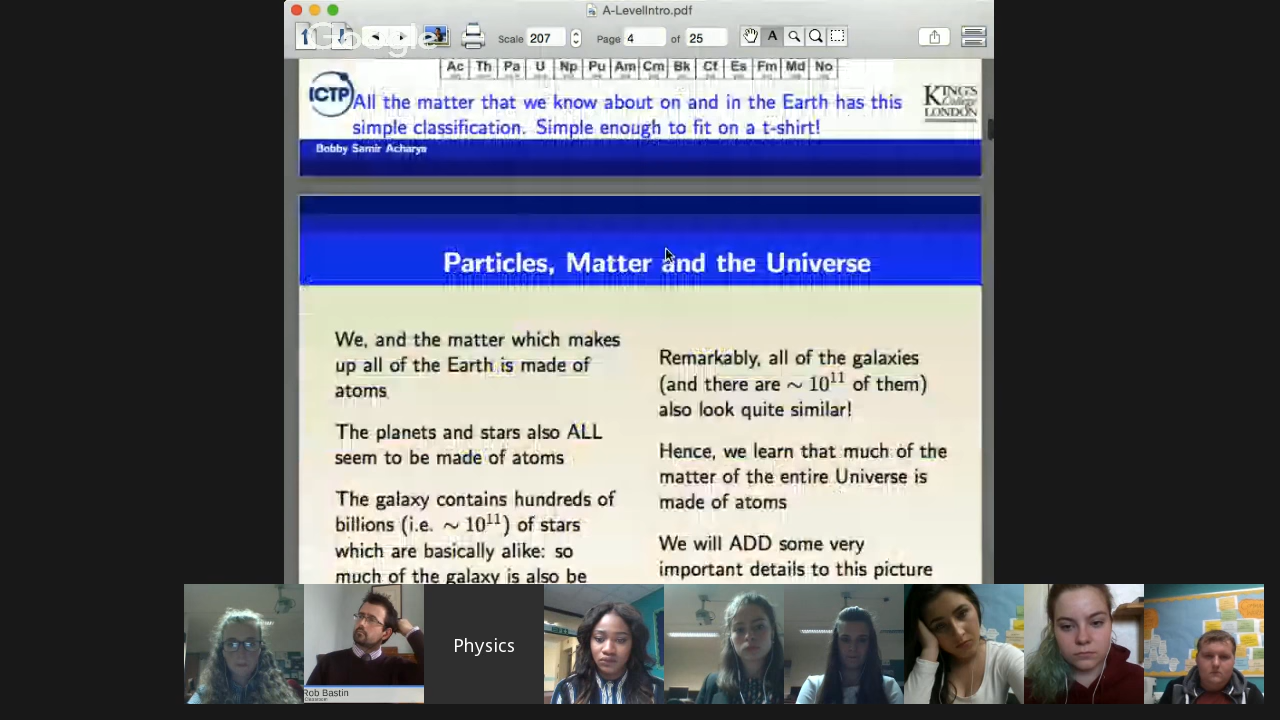 A-LevelIntro.pdf
Google
Scale 207 Page 4 of 25
A
Ac Th Pa U Np Pu Am Cm Bk Cf Es Fm Md No
ICTP
All the matter that we know about on and in the Earth has this
simple classification. Simple enough to fit on a t-shirt!
KING'S
College
LONDON
Bobby Samir Acharya
Particles, Matter and the Universe
We, and the matter which makes
up all of the Earth is made of
atoms
The planets and stars also ALL
seem to be made of atoms
The galaxy contains hundreds of
billions (i.e. ∼ 10¹¹) of stars
which are basically alike: so
much of the galaxy is also be
Remarkably, all of the galaxies
(and there are ∼ 10¹¹ of them)
also look quite similar!
Hence, we learn that much of the
matter of the entire Universe is
made of atoms
We will ADD some very
important details to this picture
Rob Bastin
Physics